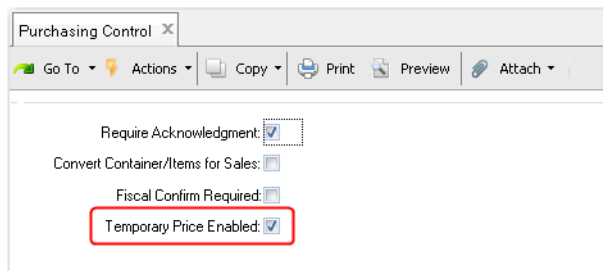 Purchasing Control
Go To Actions Copy Print Preview Attach
Require Acknowledgment:
Convert Container/Items for Sales:
Fiscal Confirm Required:
Temporary Price Enabled: